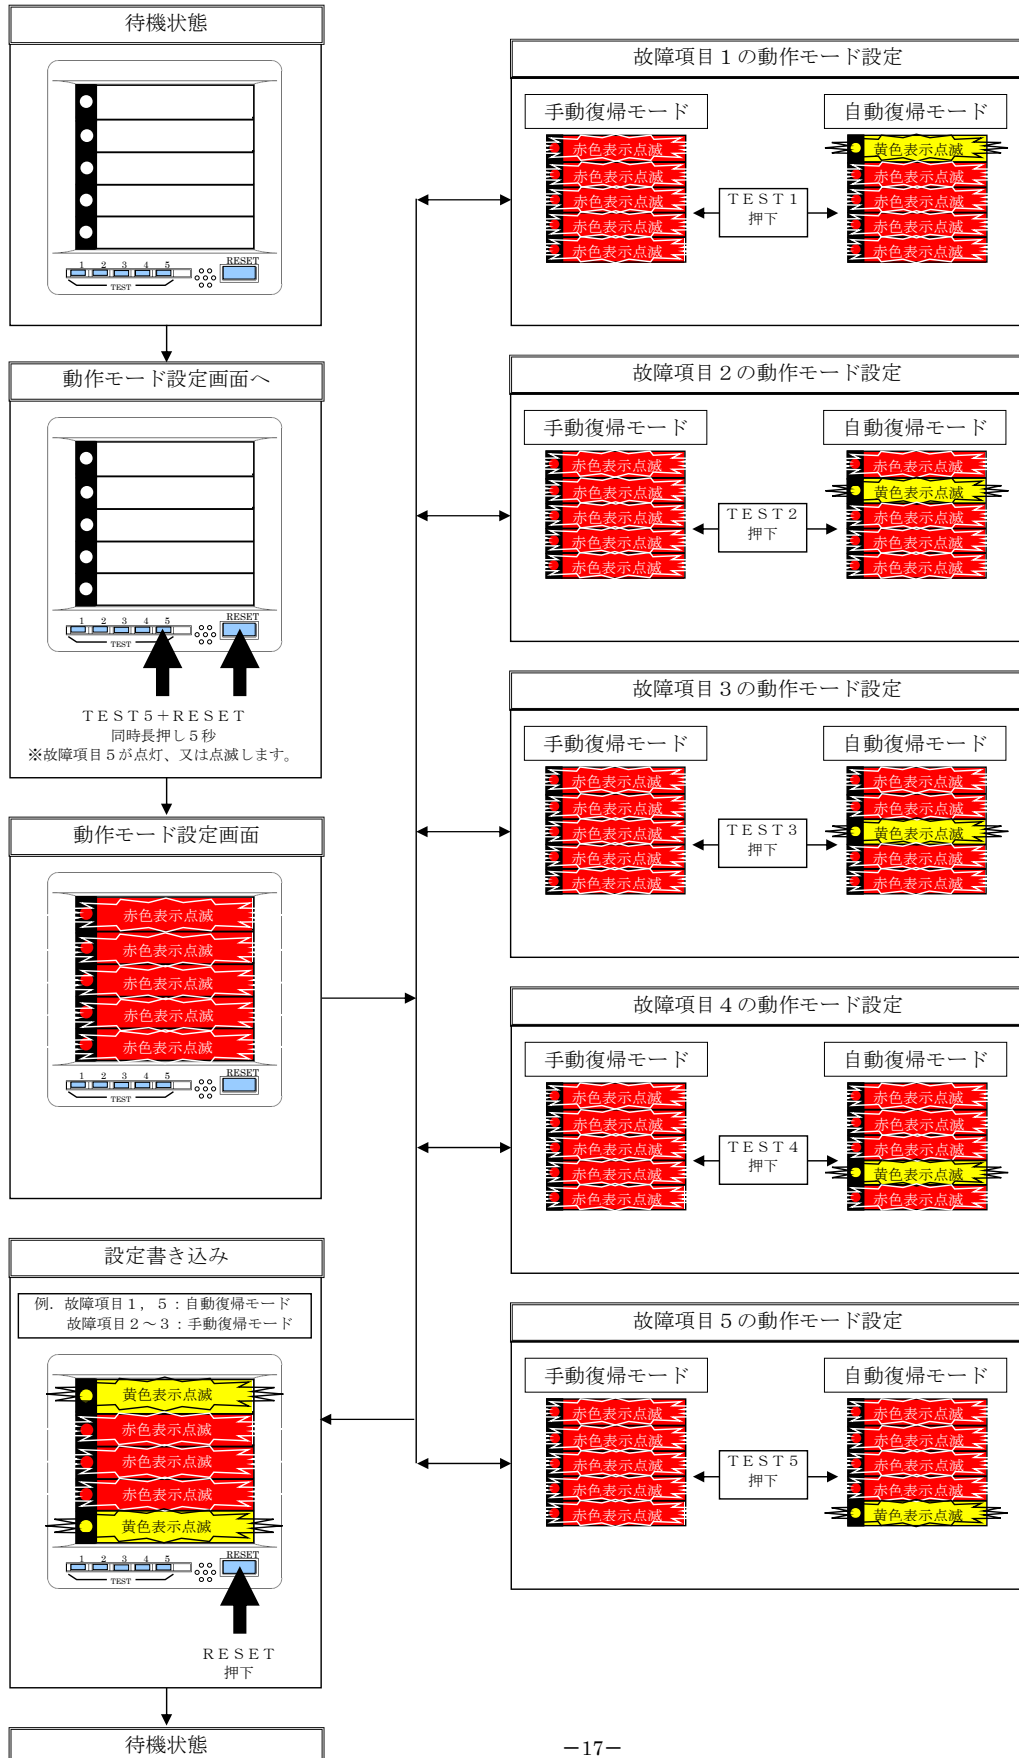 待機状態
1 2 3 4 5
TEST
RESET
動作モード設定画面へ
1 2 3 4 5
TEST
RESET
TEST5+RESET
同時長押し5秒
※故障項目5が点灯、又は点滅します。
動作モード設定画面
赤色表示点滅
赤色表示点滅
赤色表示点滅
赤色表示点滅
赤色表示点滅
1 2 3 4 5
TEST
RESET
設定書き込み
例．故障項目1，5：自動復帰モード
故障項目2～3：手動復帰モード
黄色表示点滅
赤色表示点滅
赤色表示点滅
赤色表示点滅
黄色表示点滅
1 2 3 4 5
TEST
RESET
RESET
押下
待機状態
故障項目1の動作モード設定
手動復帰モード
赤色表示点滅
赤色表示点滅
赤色表示点滅
赤色表示点滅
赤色表示点滅
TEST1
押下
自動復帰モード
黄色表示点滅
赤色表示点滅
赤色表示点滅
赤色表示点滅
赤色表示点滅
故障項目2の動作モード設定
手動復帰モード
赤色表示点滅
赤色表示点滅
赤色表示点滅
赤色表示点滅
赤色表示点滅
TEST2
押下
自動復帰モード
赤色表示点滅
黄色表示点滅
赤色表示点滅
赤色表示点滅
赤色表示点滅
故障項目3の動作モード設定
手動復帰モード
赤色表示点滅
赤色表示点滅
赤色表示点滅
赤色表示点滅
赤色表示点滅
TEST3
押下
自動復帰モード
赤色表示点滅
赤色表示点滅
黄色表示点滅
赤色表示点滅
赤色表示点滅
故障項目4の動作モード設定
手動復帰モード
赤色表示点滅
赤色表示点滅
赤色表示点滅
赤色表示点滅
赤色表示点滅
TEST4
押下
自動復帰モード
赤色表示点滅
赤色表示点滅
赤色表示点滅
黄色表示点滅
赤色表示点滅
故障項目5の動作モード設定
手動復帰モード
赤色表示点滅
赤色表示点滅
赤色表示点滅
赤色表示点滅
赤色表示点滅
TEST5
押下
自動復帰モード
赤色表示点滅
赤色表示点滅
赤色表示点滅
赤色表示点滅
黄色表示点滅
－17－